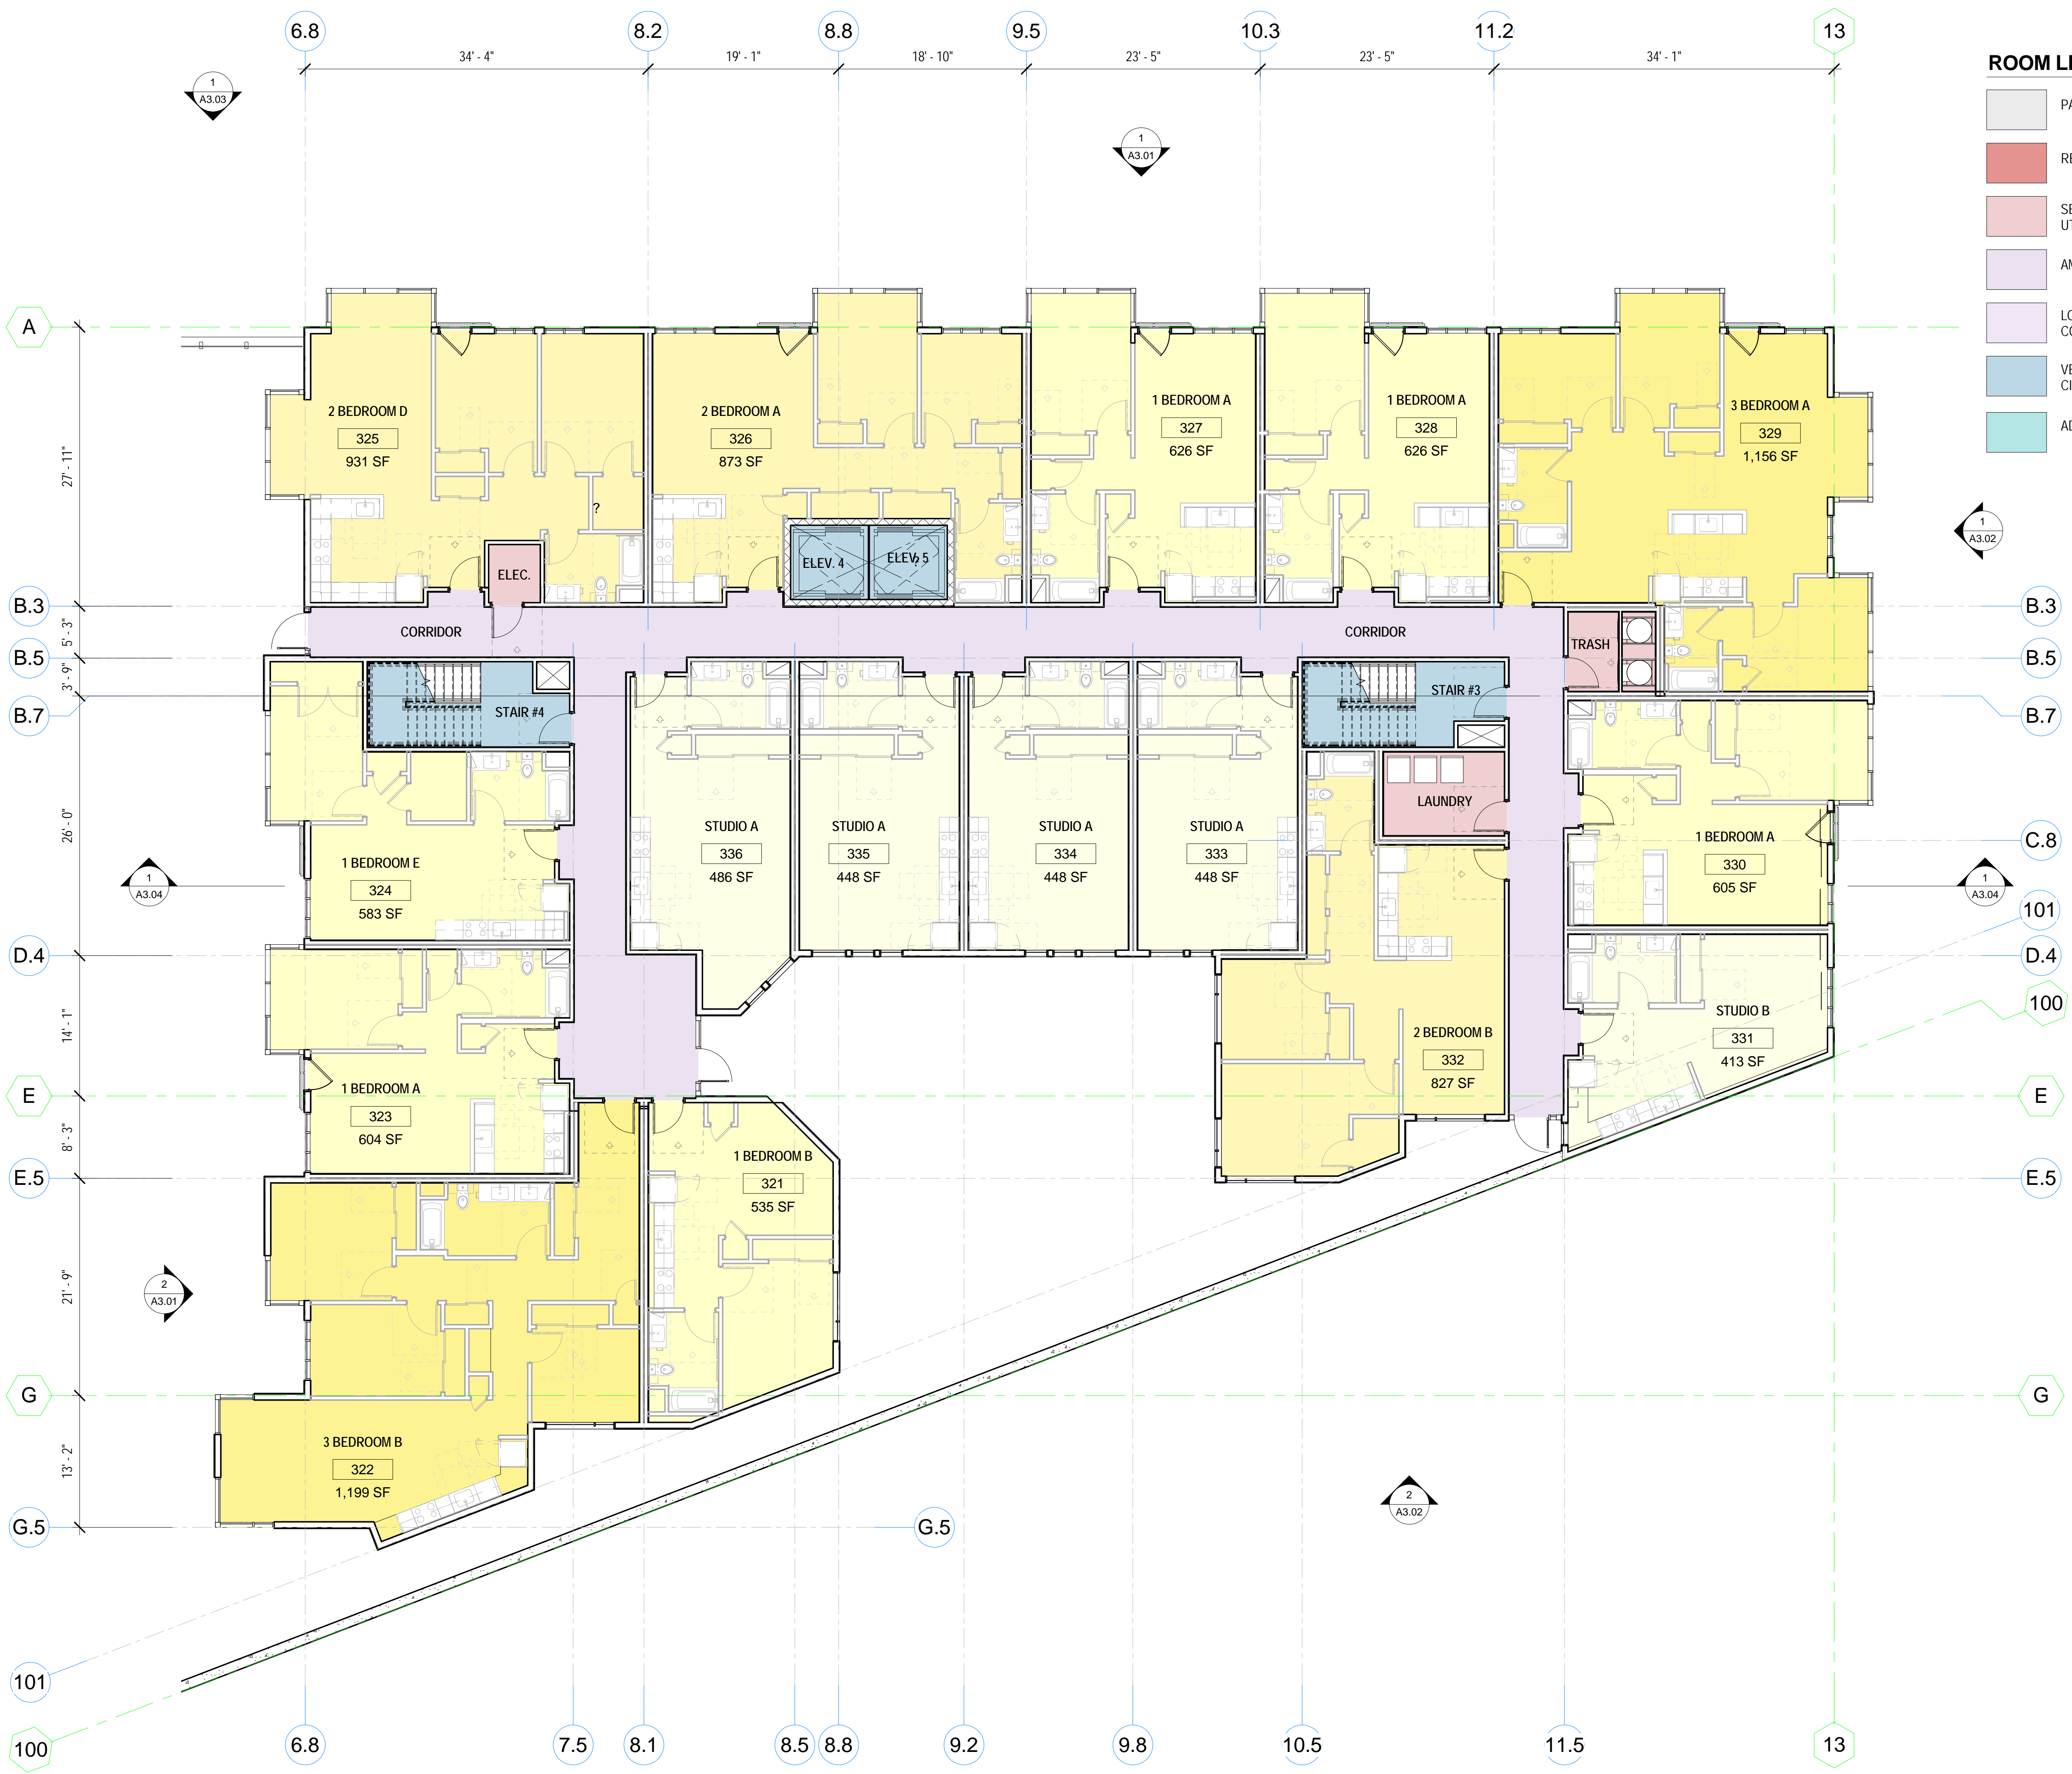 6.8
8.2
8.8
9.5
10.3
11.2
13
34' - 4"
19' - 1"
18' - 10"
23' - 5"
23' - 5"
34' - 1"
ROOM
1
A3.03
1
A3.01
A
27' - 11"
2 BEDROOM D
325
931 SF
2 BEDROOM A
326
873 SF
1 BEDROOM A
327
626 SF
1 BEDROOM A
328
626 SF
3 BEDROOM A
329
1,156 SF
?
ELEC.
ELEV. 4
ELEV. 5
?
1
A3.02
B.3
B.3
5' - 3"
CORRIDOR
CORRIDOR
TRASH
B.5
B.5
3' - 9"
B.7
B.7
STAIR #4
STAIR #3
26' - 0"
LAUNDRY
STUDIO A
336
486 SF
STUDIO A
335
448 SF
STUDIO A
334
448 SF
STUDIO A
333
448 SF
1 BEDROOM A
330
605 SF
C.8
1 BEDROOM E
324
583 SF
1
A3.04
1
A3.04
101
D.4
D.4
100
14' - 1"
STUDIO B
331
413 SF
2 BEDROOM B
332
827 SF
1 BEDROOM A
323
604 SF
E
E
8' - 3"
1 BEDROOM B
321
535 SF
E.5
E.5
21' - 9"
2
A3.01
G
G
13' - 2"
3 BEDROOM B
322
1,199 SF
2
A3.02
G.5
G.5
101
100
6.8
7.5
8.1
8.5
8.8
9.2
9.8
10.5
11.5
13